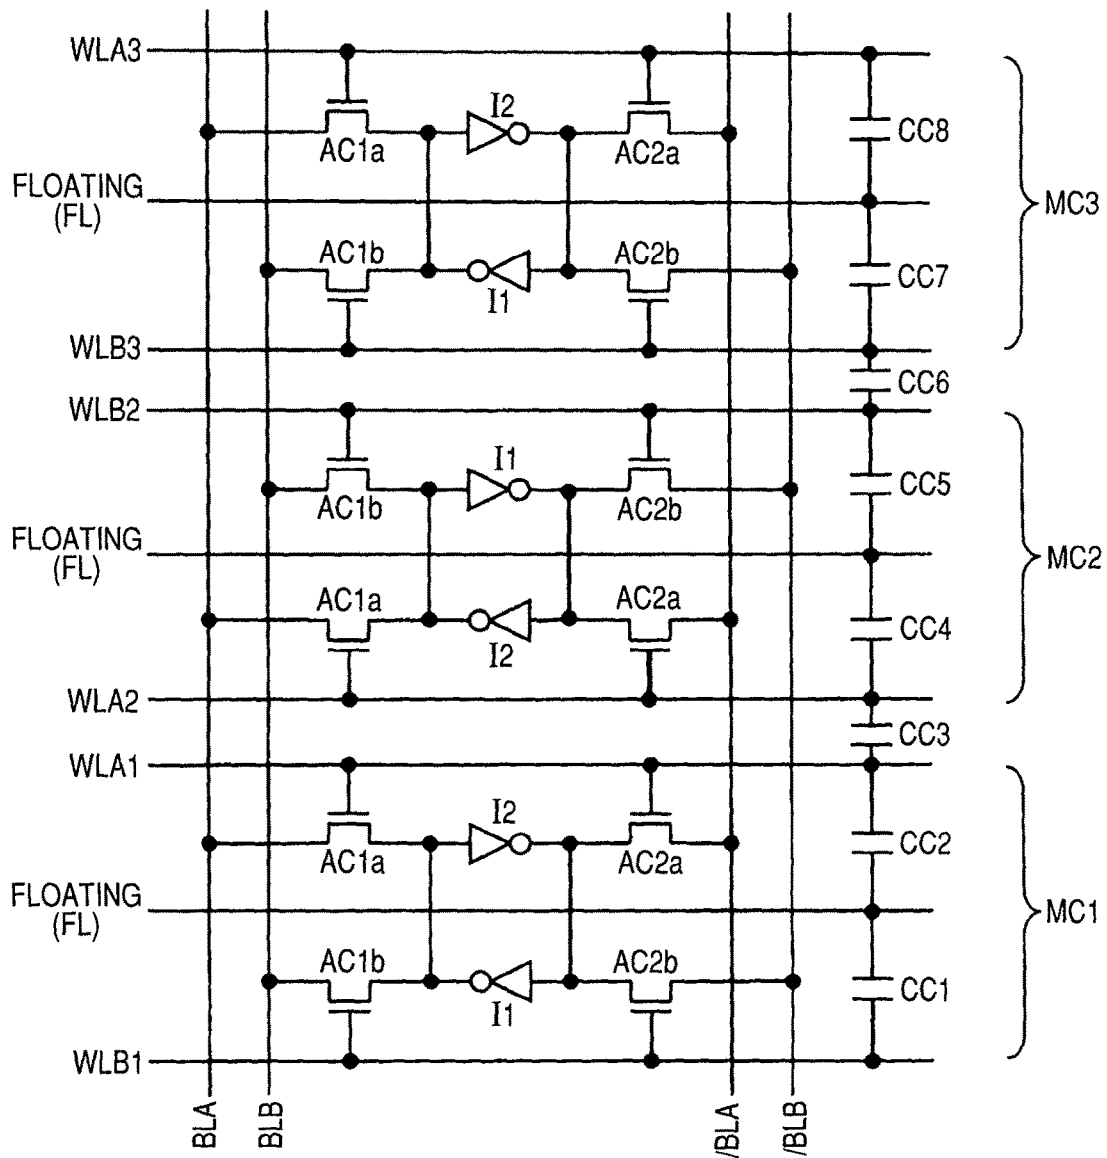 WLA3
I2
AC1a
AC2a
CC8
FLOATING
(FL)
MC3
AC1b
AC2b
CC7
I1
WLB3
CC6
WLB2
I1
AC1b
AC2b
CC5
FLOATING
(FL)
MC2
AC1a
AC2a
CC4
I2
WLA2
CC3
WLA1
I2
AC1a
AC2a
CC2
FLOATING
(FL)
MC1
AC1b
AC2b
CC1
I1
WLB1
BLA
BLB
/BLA
/BLB